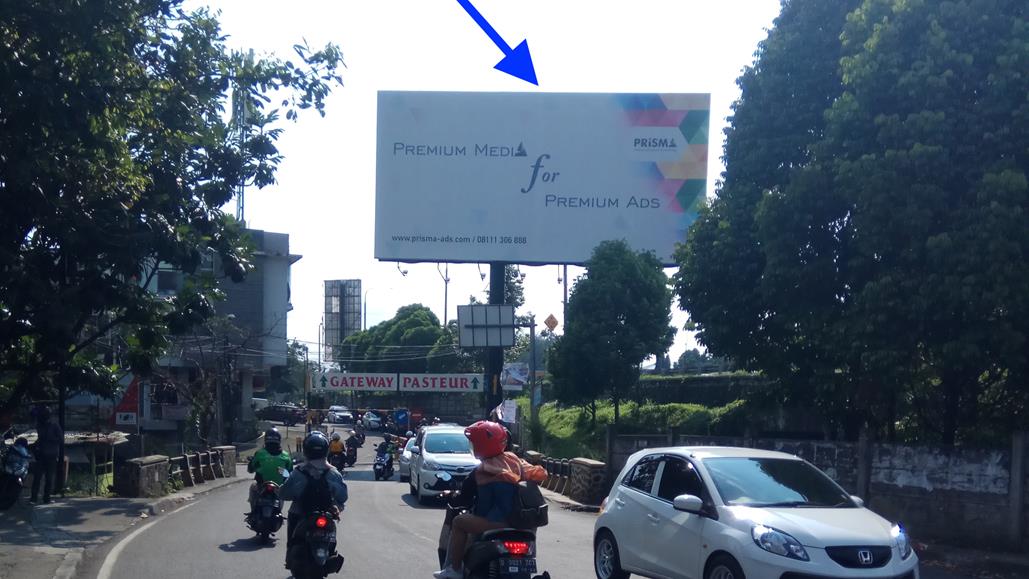 PREMIUM MEDIA
for
PREMIUM ADS
PRiSMA
www.prisma-ads.com / 08111 306 888
GATEWAY PASTEUR